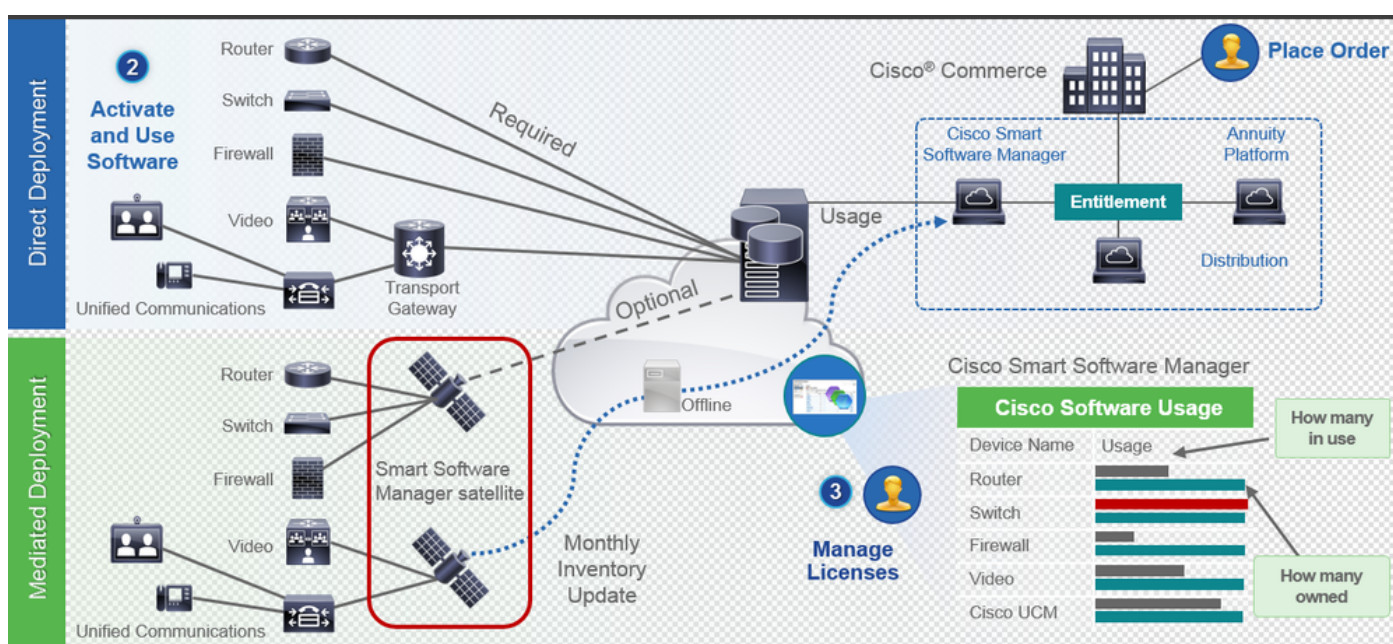 Direct Deployment
2
Activate
and Use
Software
Router
Switch
Firewall
Video
Unified Communications
Transport
Gateway
Required
Optional
Usage
Cisco® Commerce
Place Order
Cisco Smart
Software Manager
Annuity
Platform
Entitlement
Distribution
Mediated Deployment
Router
Switch
Firewall
Video
Unified Communications
Smart Software
Manager satellite
Offline
Monthly
Inventory
Update
3
Manage
Licenses
Cisco Smart Software Manager
Cisco Software Usage
Device Name Usage
Router
Switch
Firewall
Video
Cisco UCM
How many
in use
How many
owned